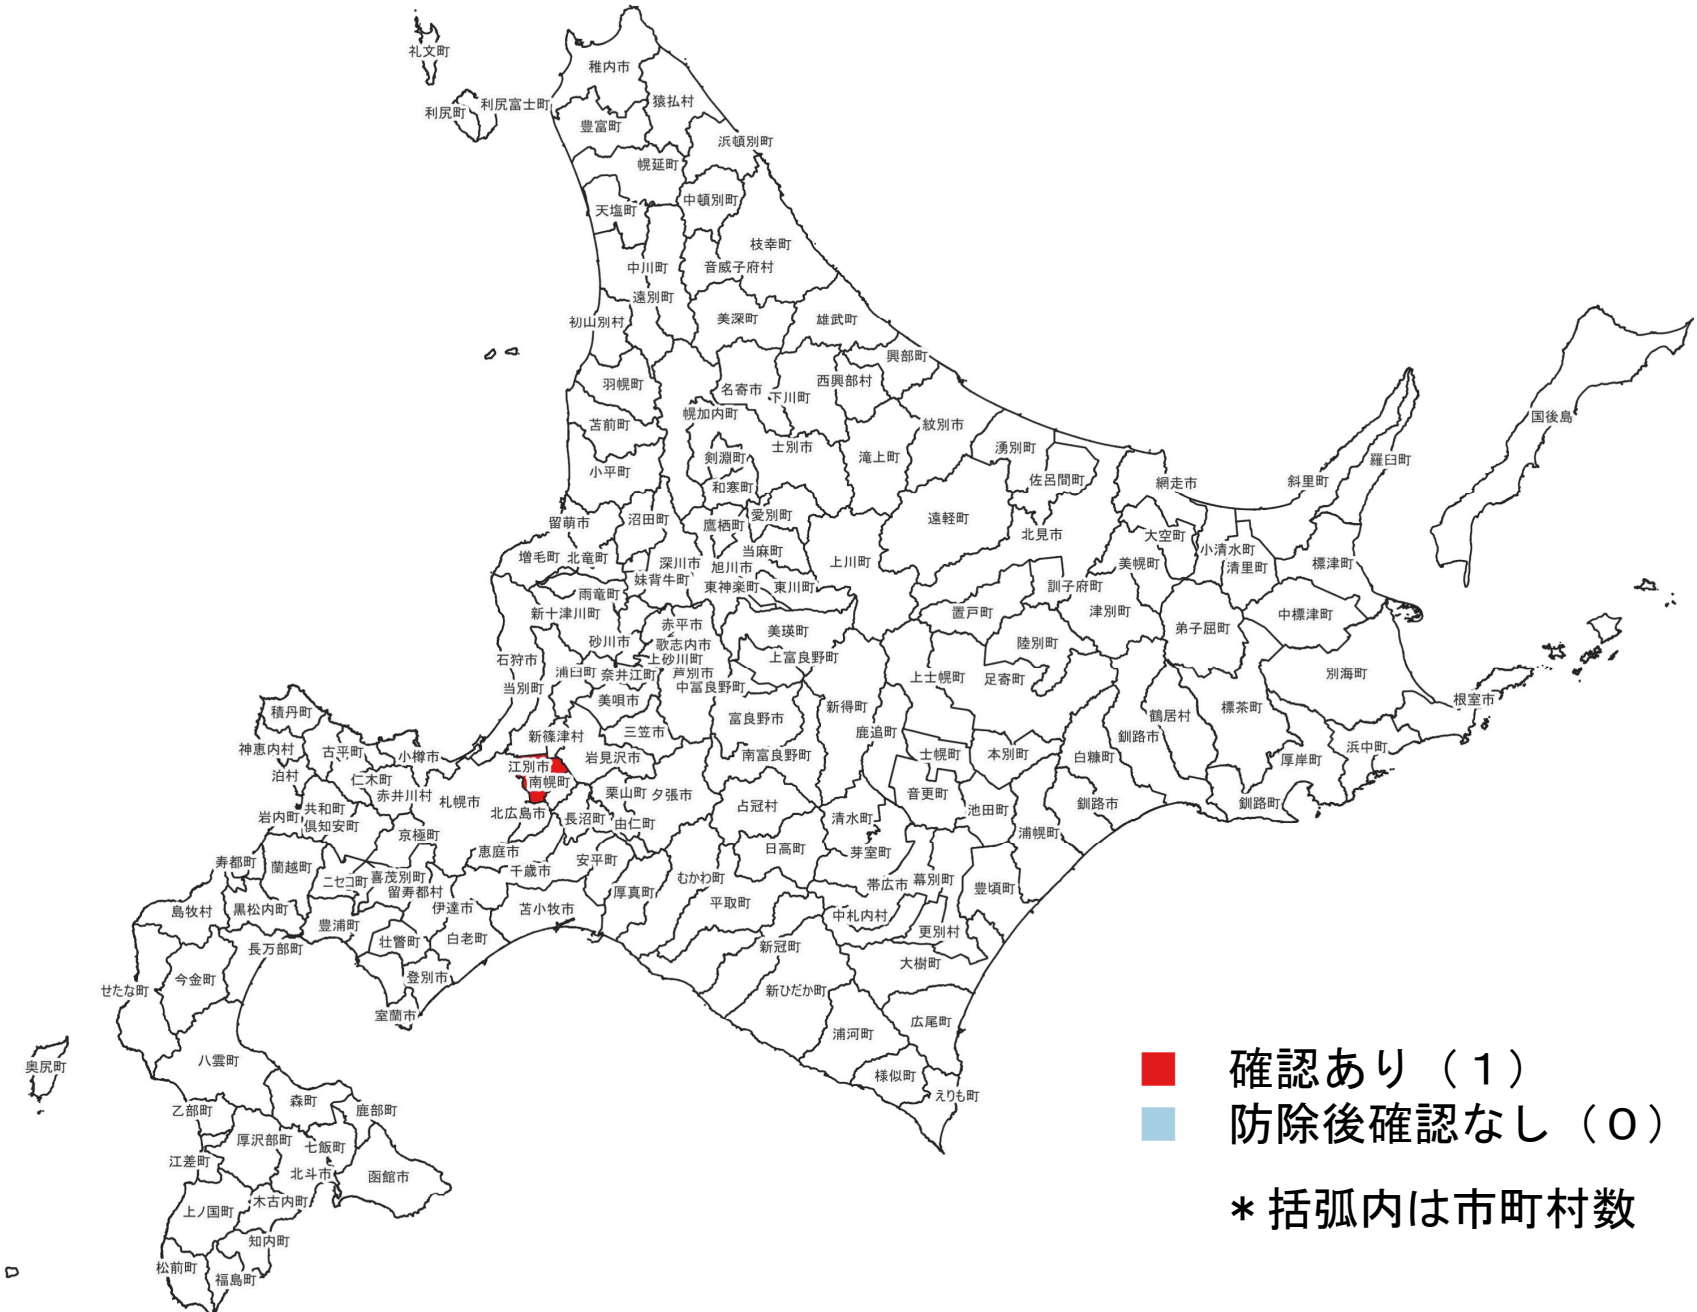 礼文町
稚内市
利尻富士町
利尻町
猿払村
豊富町
浜頓別町
幌延町
中頓別町
天塩町
枝幸町
中川町
音威子府村
遠別町
初山別村
美深町
雄武町
興部町
羽幌町
名寄市
下川町
西興部村
幌加内町
苫前町
紋別市
国後島
士別市
湧別町
剣淵町
滝上町
羅臼町
小平町
佐呂間町
網走市
斜里町
和寒町
留萌市
沼田町
鷹栖町
愛別町
遠軽町
北見市
大空町
小清水町
増毛町
北竜町
深川市
旭川市
当麻町
上川町
美幌町
清里町
標津町
妹背牛町
東神楽町
東川町
訓子府町
雨竜町
新十津川町
置戸町
津別町
中標津町
赤平市
美瑛町
弟子屈町
砂川市
歌志内市
陸別町
石狩市
上砂川町
上富良野町
浦臼町
奈井江町
芦別市
上士幌町
足寄町
別海町
当別町
中富良野町
美唄市
新得町
標茶町
根室市
積丹町
富良野市
鶴居村
三笠市
鹿追町
新篠津村
釧路市
神恵内村
古平町
小樽市
岩見沢市
南富良野町
士幌町
本別町
白糠町
厚岸町
浜中町
江別市
泊村
仁木町
南幌町
赤井川村
札幌市
栗山町
夕張市
占冠村
音更町
池田町
釧路市
釧路町
共和町
岩内町
倶知安町
北広島市
長沼町
由仁町
清水町
京極町
浦幌町
恵庭市
安平町
日高町
芽室町
寿都町
蘭越町
千歳市
ニセコ町
喜茂別町
留寿都村
厚真町
むかわ町
帯広市
幕別町
豊頃町
島牧村
黒松内町
伊達市
苫小牧市
平取町
中札内村
豊浦町
更別村
長万部町
壮瞥町
白老町
新冠町
大樹町
今金町
登別市
せたな町
新ひだか町
室蘭市
広尾町
浦河町
八雲町
奥尻町
様似町
えりも町
森町
乙部町
鹿部町
厚沢部町
七飯町
江差町
北斗市
函館市
木古内町
上ノ国町
知内町
松前町
福島町
確認あり（１）
防除後確認なし（０）
＊括弧内は市町村数